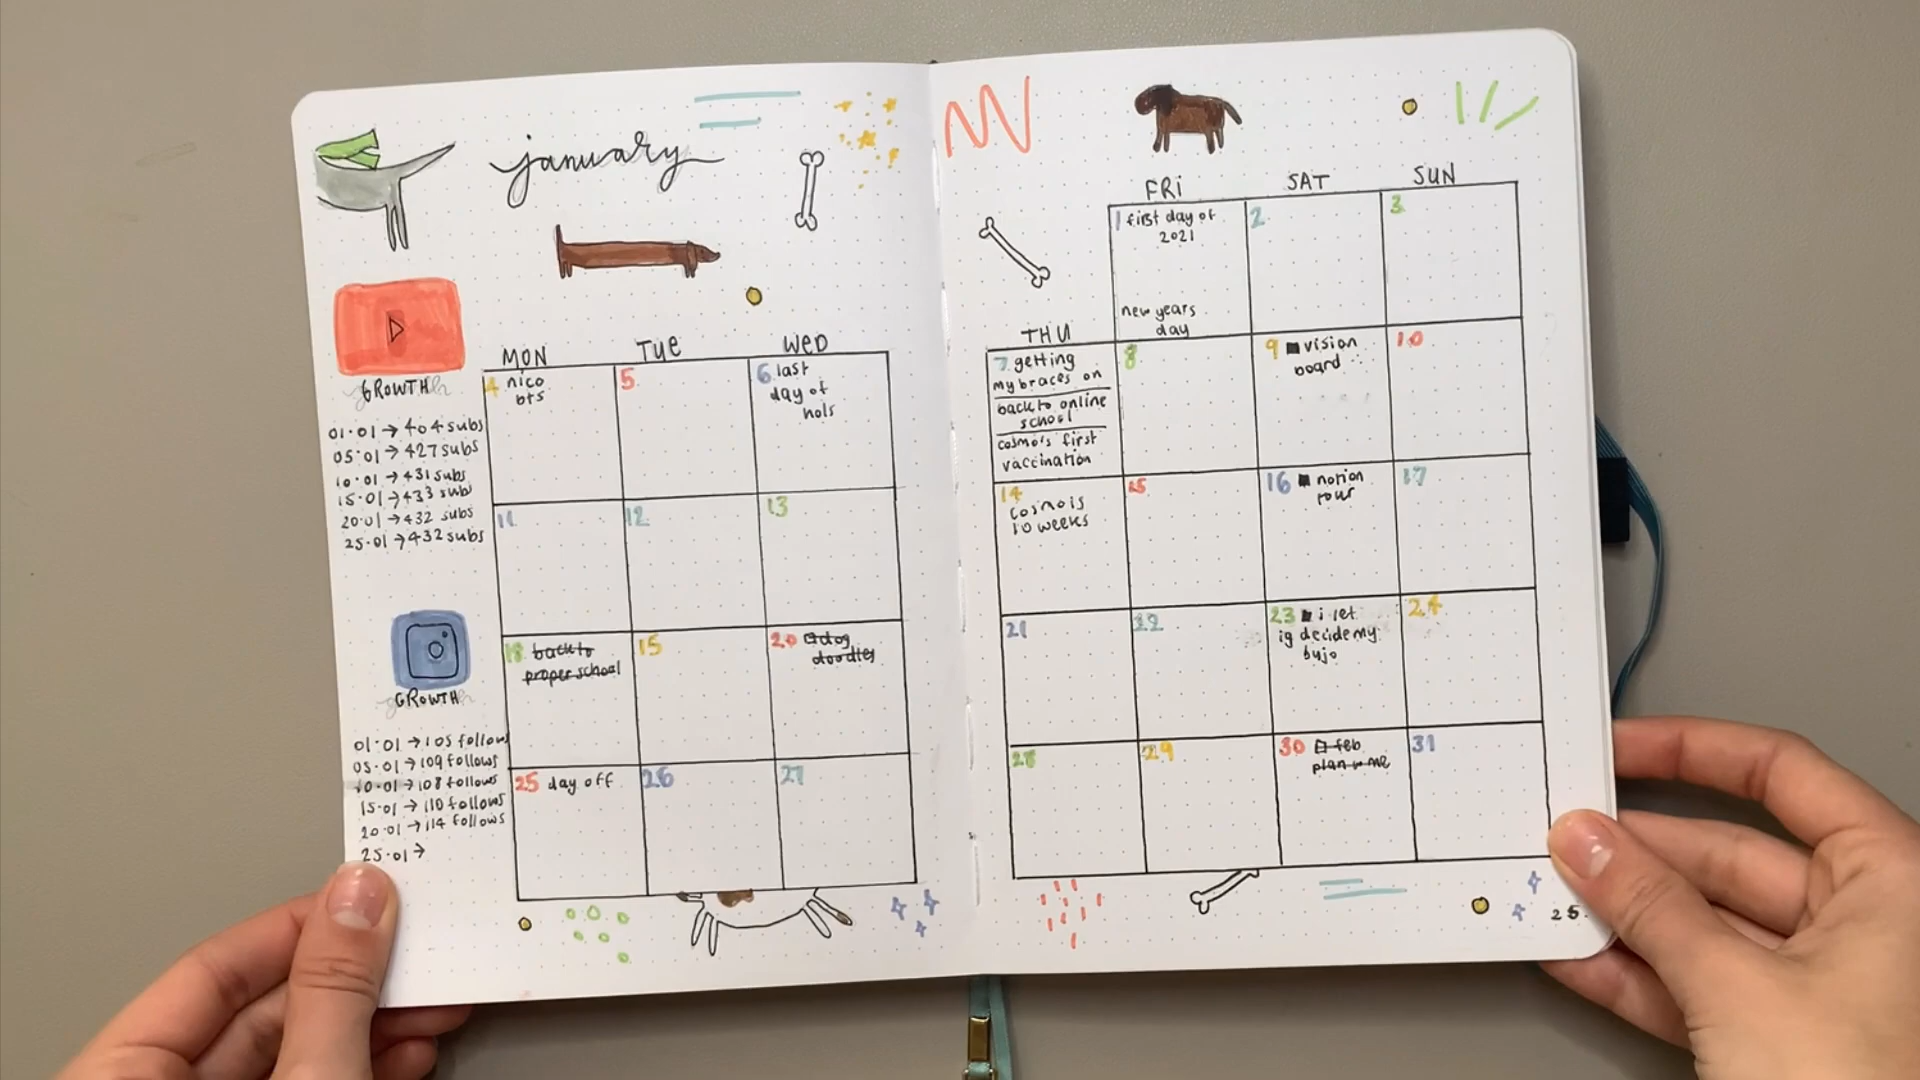 january
GROWTH
01.01 → 404 subs
05.01 → 427 subs
10.01 → 431 subs
15.01 → 433 subs
20.01 → 432 subs
25.01 → 432 subs
GROWTH
01.01 → 105 follows
05.01 → 109 follows
10.01 → 108 follows
15.01 → 110 follows
20.01 → 114 follows
25.01 →
MON TUE WED
4 nico
bts
5
6 last
day of
hols
11 12 13
18 back to
proper school
15
20 dog
doodles
25 day off
26 27
FRI SAT SUN
1 first day of
2021
new years
day
2 3
THU
7 getting
my braces on
back to online
school
cosmo's first
vaccination
8
9 vision
board
10
14
cosmo is
10 weeks
15
16 notion
tour
17
21 22
23 i let
ig decide my
bujo
24
28 29
30 feb
plan w me
31
25.